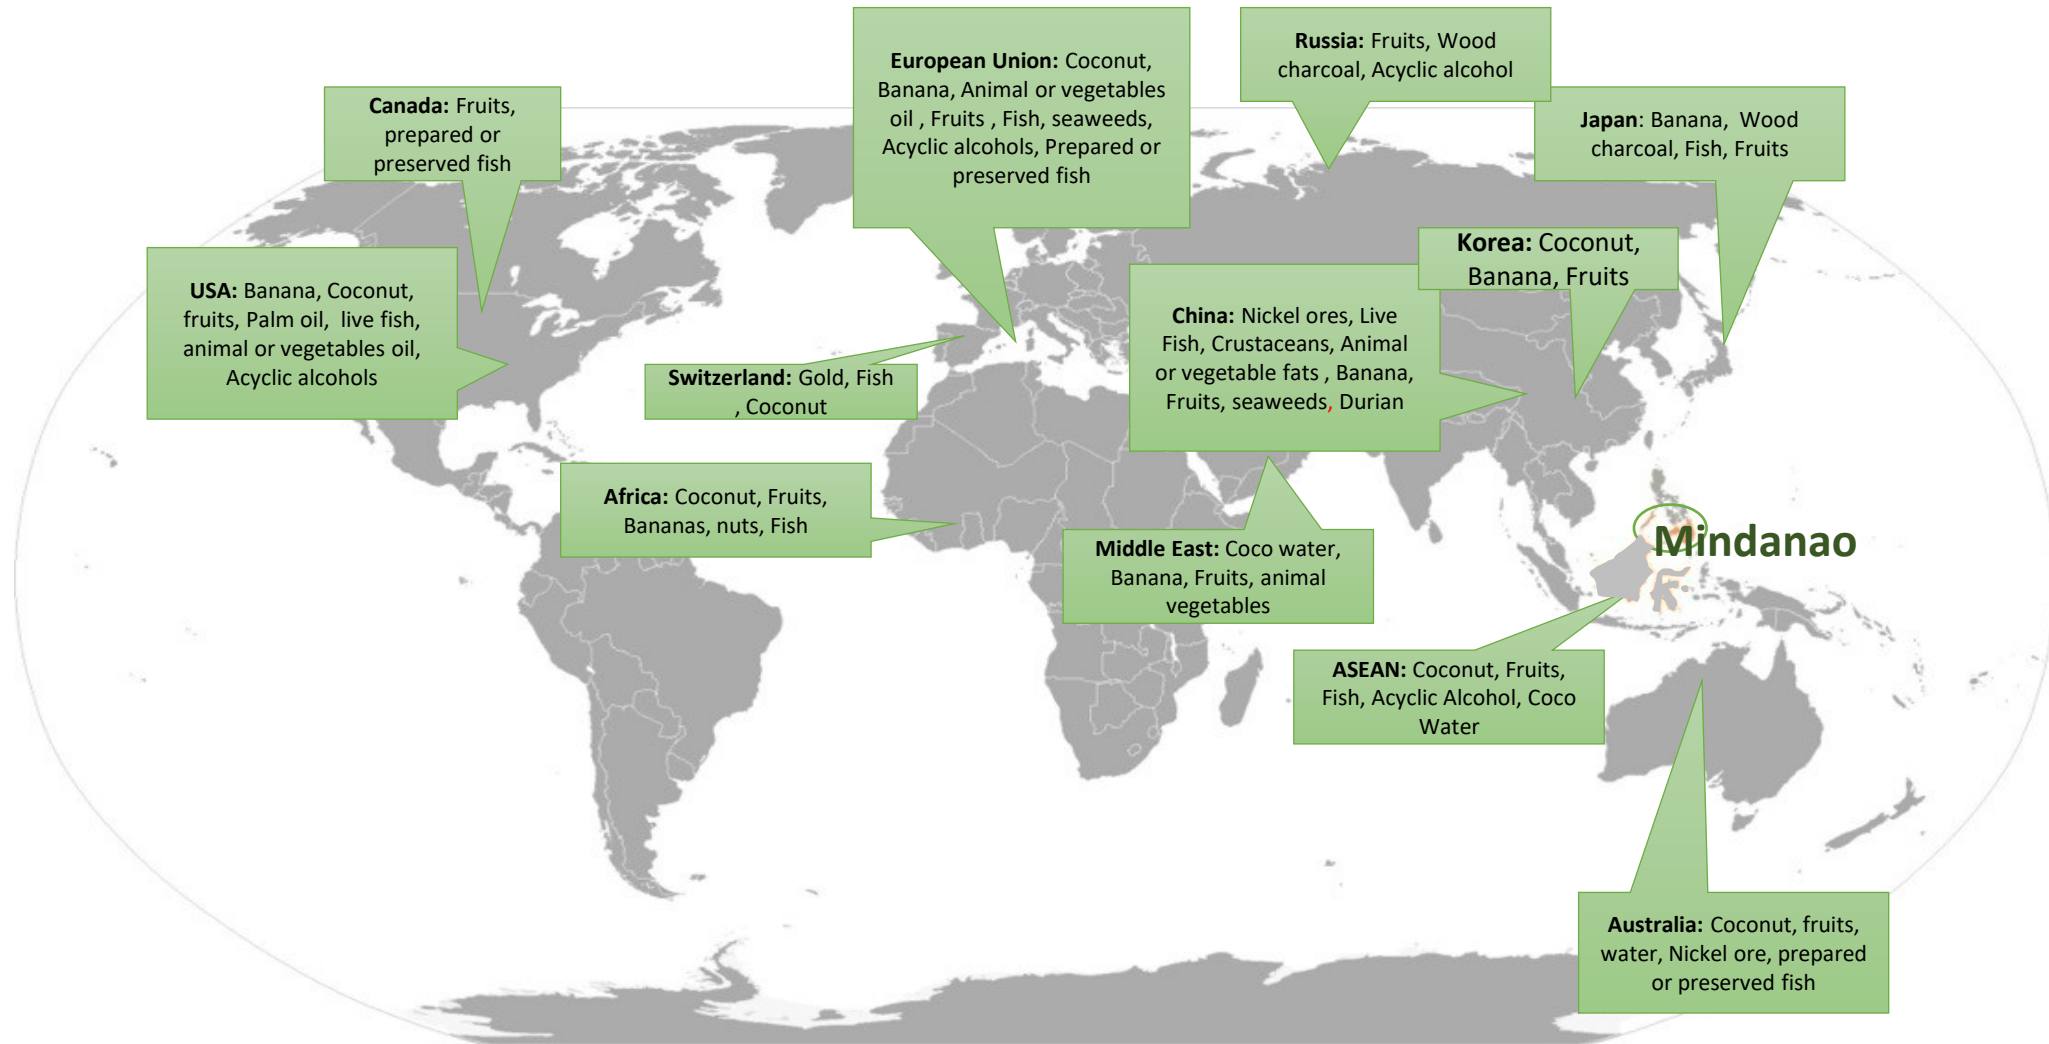 Canada: Fruits,
prepared or
preserved fish
European Union: Coconut,
Banana, Animal or vegetables
oil , Fruits , Fish, seaweeds,
Acyclic alcohols, Prepared or
preserved fish
Russia: Fruits, Wood
charcoal, Acyclic alcohol
Japan: Banana, Wood
charcoal, Fish, Fruits
USA: Banana, Coconut,
fruits, Palm oil, live fish,
animal or vegetables oil,
Acyclic alcohols
Korea: Coconut,
Banana, Fruits
China: Nickel ores, Live
Fish, Crustaceans, Animal
or vegetable fats , Banana,
Fruits, seaweeds, Durian
Switzerland: Gold, Fish
, Coconut
Africa: Coconut, Fruits,
Bananas, nuts, Fish
Middle East: Coco water,
Banana, Fruits, animal
vegetables
Mindanao
ASEAN: Coconut, Fruits,
Fish, Acyclic Alcohol, Coco
Water
Australia: Coconut, fruits,
water, Nickel ore, prepared
or preserved fish